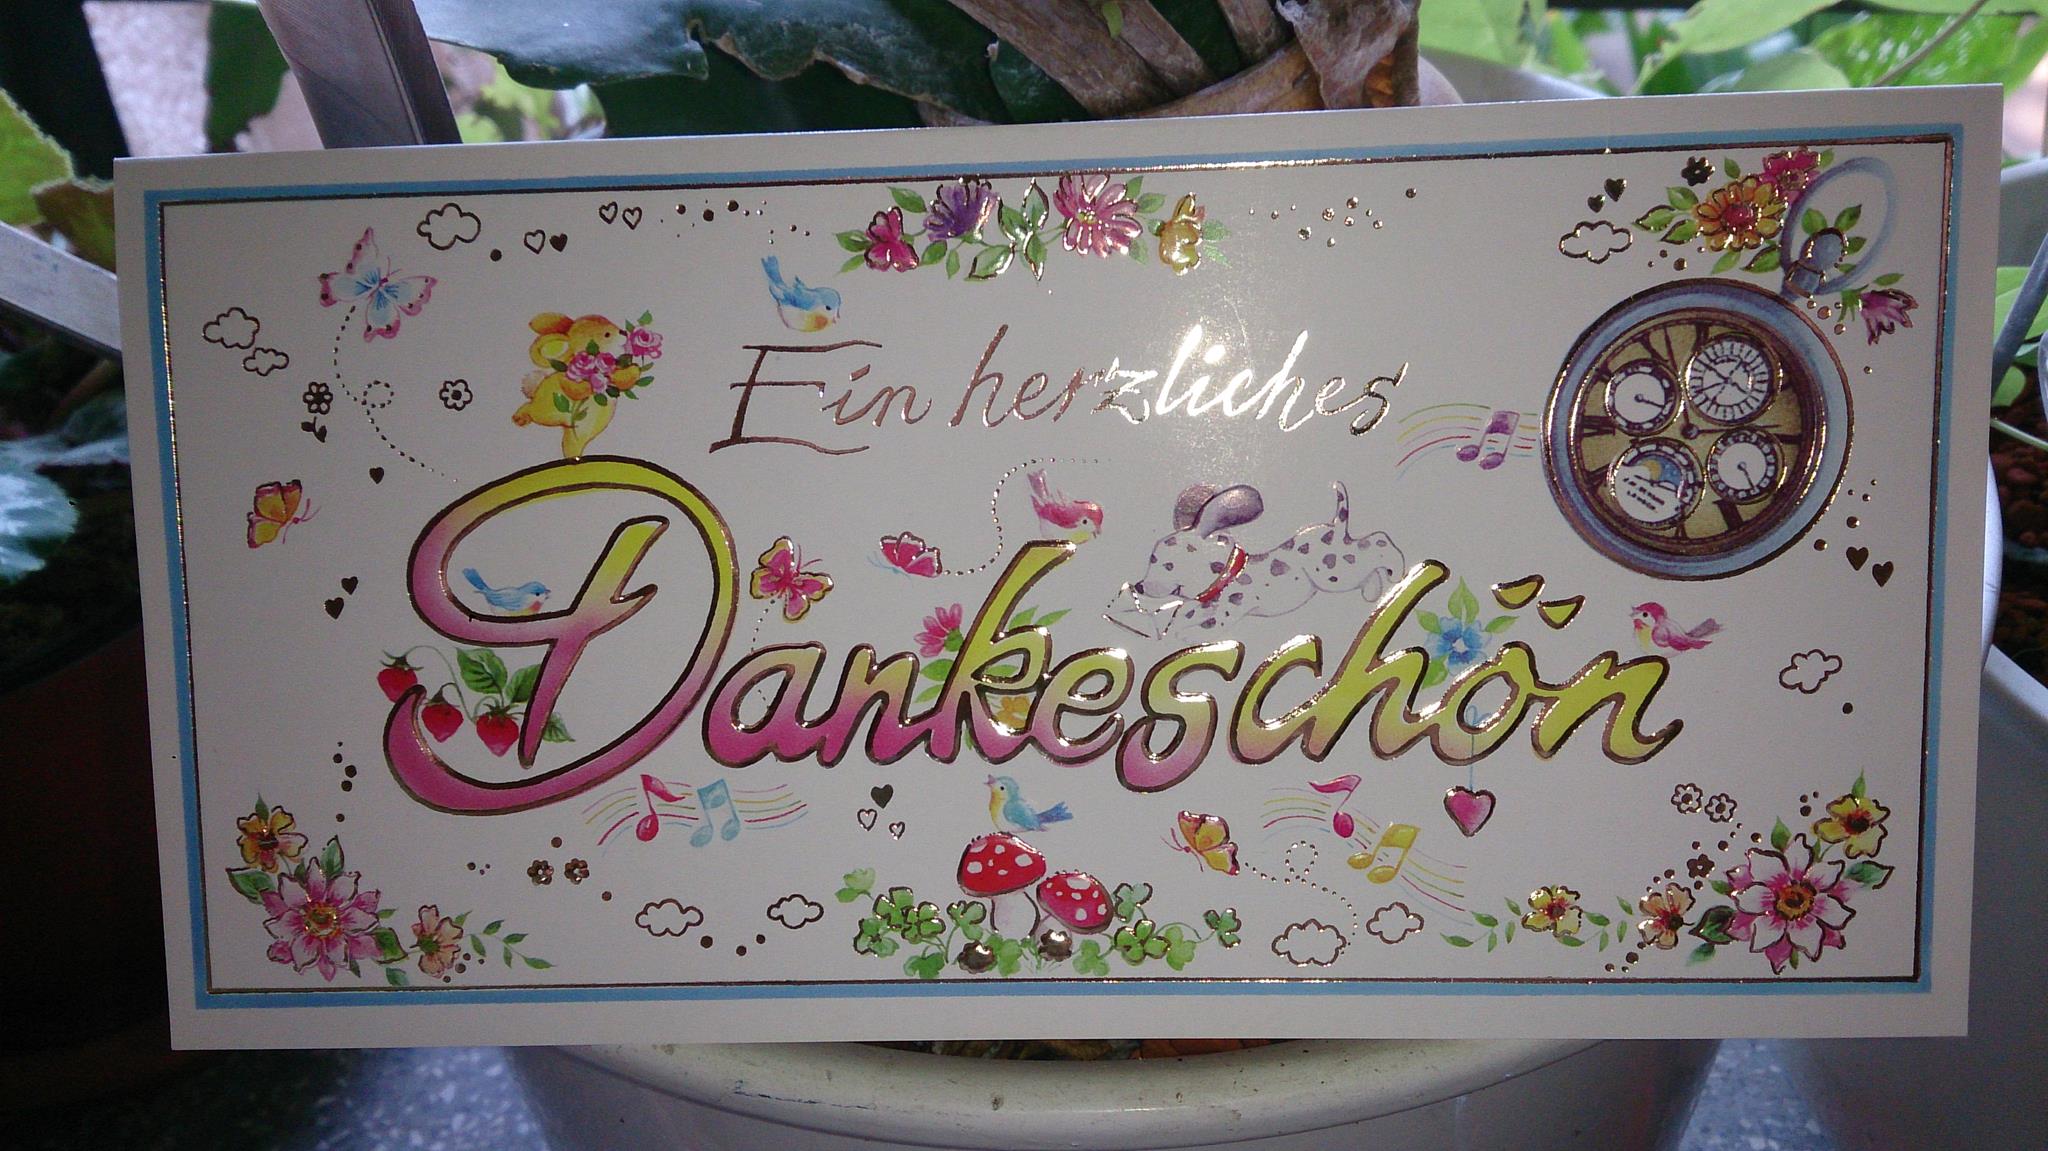 Ein herzliches
Dankeschön